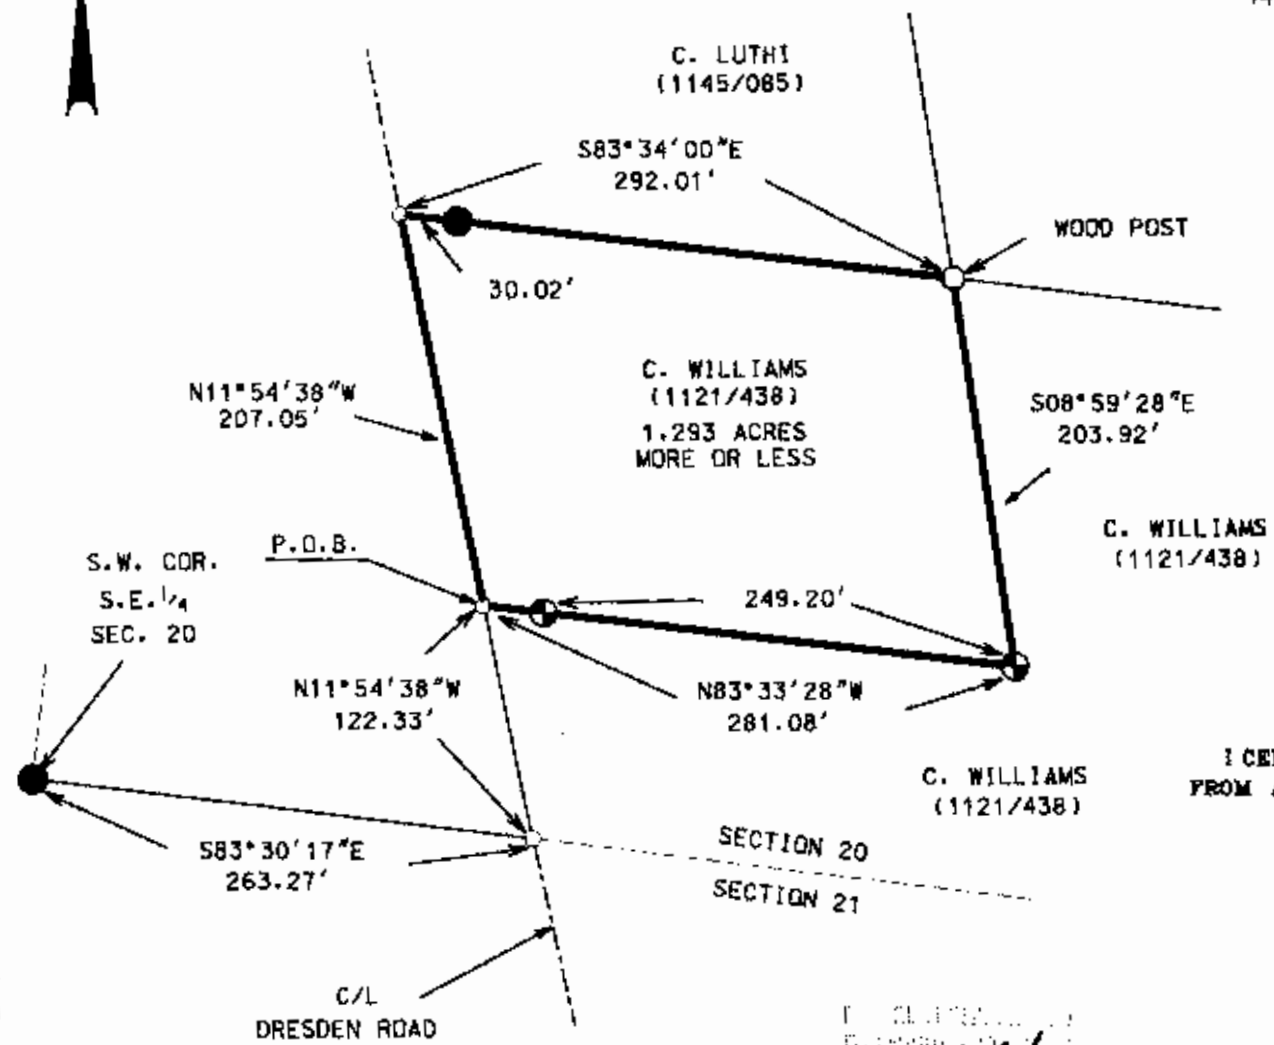 C. LUTHI
(1145/085)
S83°34'00"E
292.01'
WOOD POST
30.02'
C. WILLIAMS
(1121/438)
1.293 ACRES
MORE OR LESS
N11°54'38"W
207.05'
S08°59'28"E
203.92'
C. WILLIAMS
(1121/438)
P.O.B.
S.W. COR.
S.E.1/4
SEC. 20
249.20'
N11°54'38"W
122.33'
N83°33'28"W
281.08'
C. WILLIAMS
(1121/438)
FROM
S83°30'17"E
263.27'
SECTION 20
SECTION 21
C/L
DRESDEN ROAD